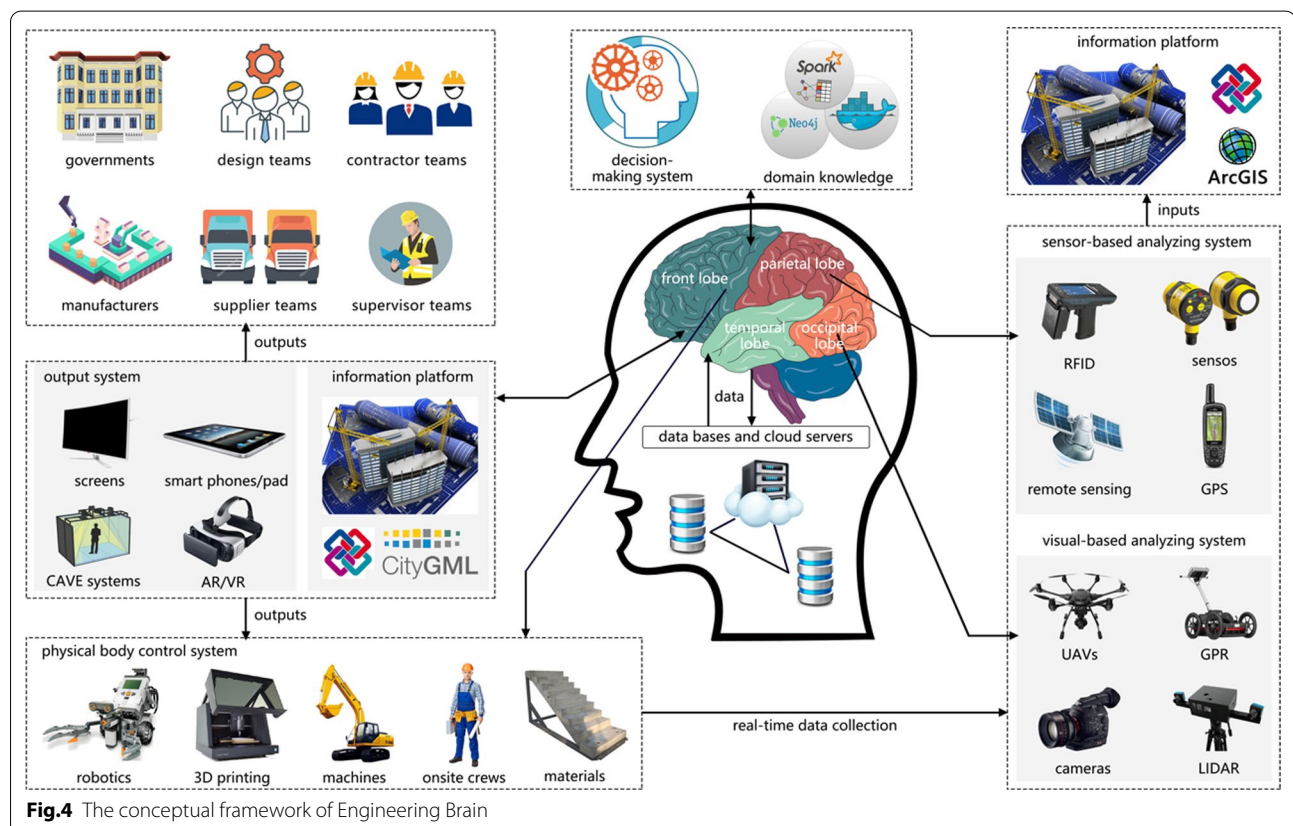 governments
design teams
contractor teams
manufacturers
supplier teams
supervisor teams
outputs
output system
information platform
screens
smart phones/pad
CAVE systems
AR/VR
CityGML
outputs
physical body control system
robotics
3D printing
machines
onsite crews
materials
decision-
making system
Spark
Neo4j
domain knowledge
front lobe
parietal lobe
temporal
lobe
occipital
lobe
data
data bases and cloud servers
real-time data collection
information platform
ArcGIS
inputs
sensor-based analyzing system
RFID
sensos
remote sensing
GPS
visual-based analyzing system
UAVs
GPR
cameras
LIDAR
Fig.4 The conceptual framework of Engineering Brain